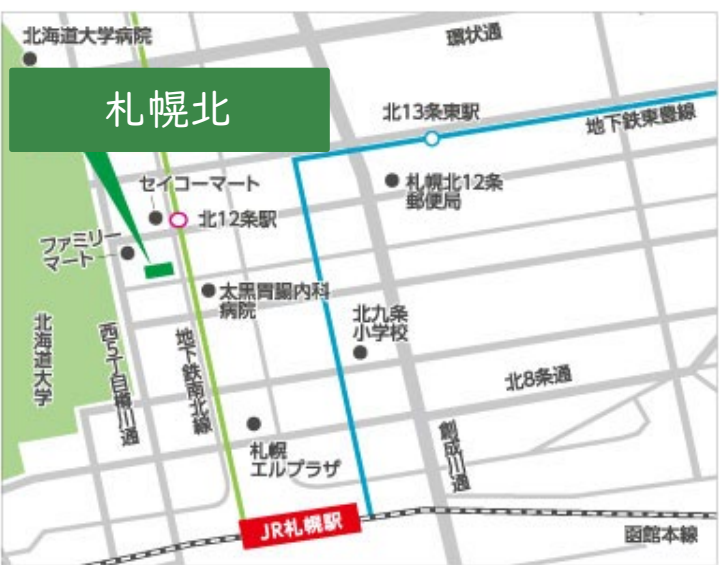 北海道大学病院
環状通
札幌北
北13条東駅
地下鉄東豊線
セイコーマート
札幌北12条
郵便局
北12条駅
ファミリー
マート
太黒胃腸内科
病院
北九条
小学校
北海道大学
西5丁目樽川通
地下鉄南北線
北8条通
創成川通
札幌
エルプラザ
JR札幌駅
函館本線